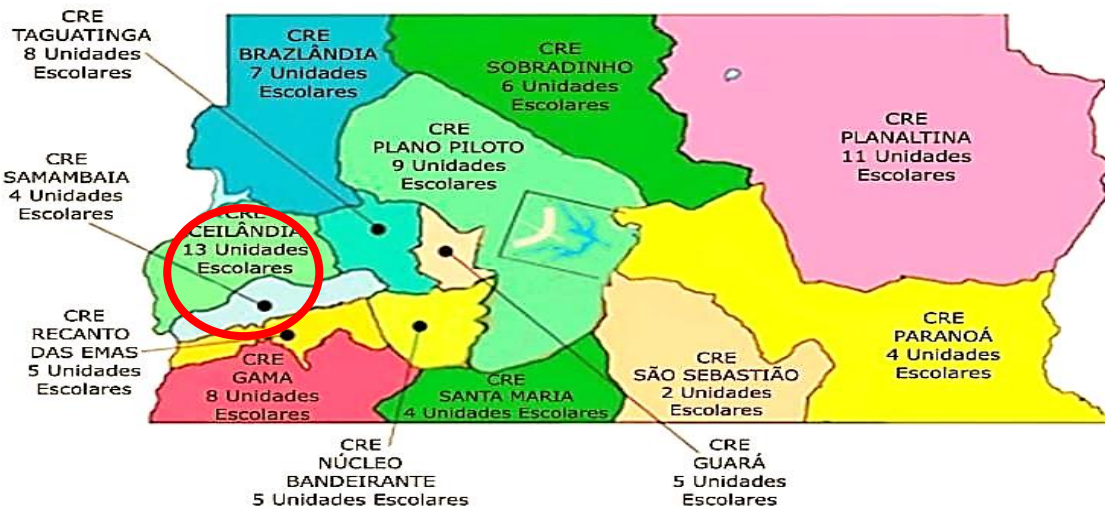 CRE
TAGUATINGA
8 Unidades
Escolares
CRE
BRAZLÂNDIA
7 Unidades
Escolares
CRE
SOBRADINHO
6 Unidades
Escolares
CRE
PLANALTINA
11 Unidades
Escolares
CRE
PLANO PILOTO
9 Unidades
Escolares
CRE
SAMAMBAIA
4 Unidades
Escolares
CRE
CEILÂNDIA
13 Unidades
Escolares
CRE
RECANTO
DAS EMAS
5 Unidades
Escolares
CRE
GAMA
8 Unidades
Escolares
CRE
SANTA MARIA
4 Unidades Escolares
CRE
SÃO SEBASTIÃO
2 Unidades
Escolares
CRE
PARANOÁ
4 Unidades
Escolares
CRE
NÚCLEO
BANDEIRANTE
5 Unidades Escolares
CRE
GUARÁ
5 Unidades
Escolares